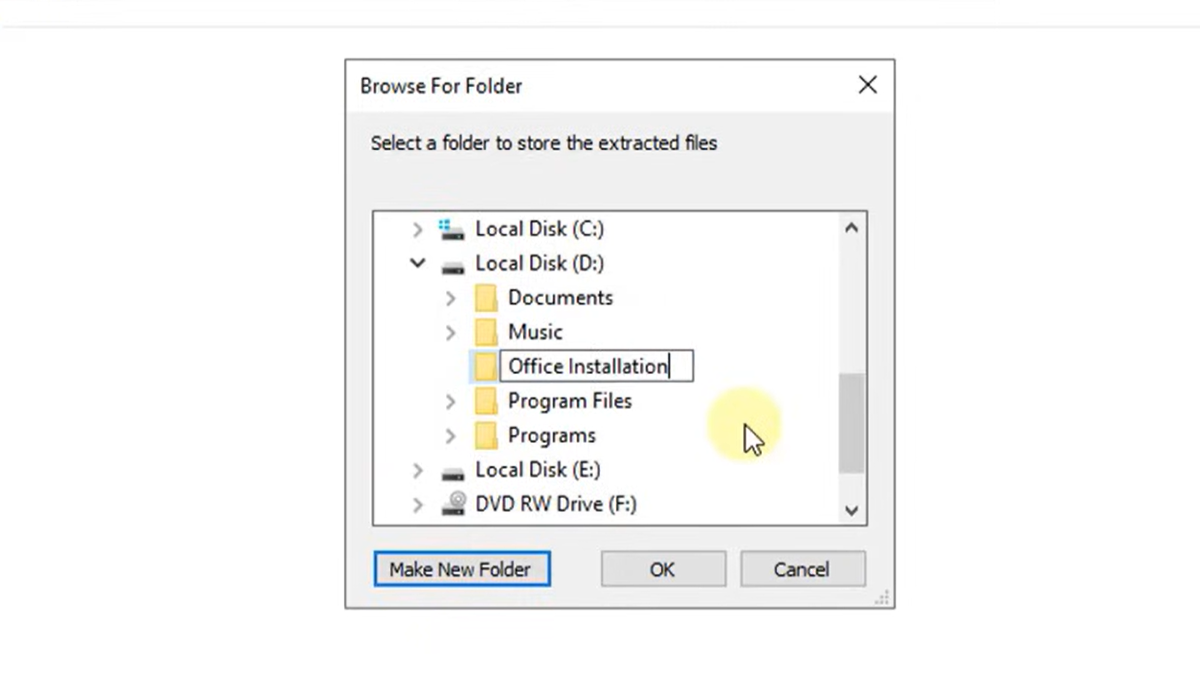 Browse For Folder
Select a folder to store the extracted files
Local Disk (C:)
Local Disk (D:)
Documents
Music
Office Installation
Program Files
Programs
Local Disk (E:)
DVD RW Drive (F:)
Make New Folder OK Cancel